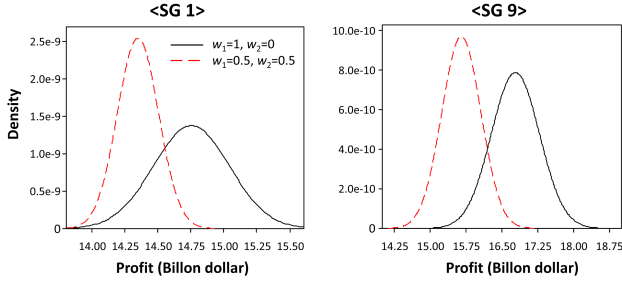 <SG 1>
<SG 9>
Density
2.5e-9
2.0e-9
1.5e-9
1.0e-9
0.5e-9
0
w1=1, w2=0
w1=0.5, w2=0.5
14.00 14.25 14.50 14.75 15.00 15.25 15.50
Profit (Billon dollar)
10.0e-10
8.0e-10
6.0e-10
4.0e-10
2.0e-10
0
14.25 15.00 15.75 16.50 17.25 18.00 18.75
Profit (Billon dollar)